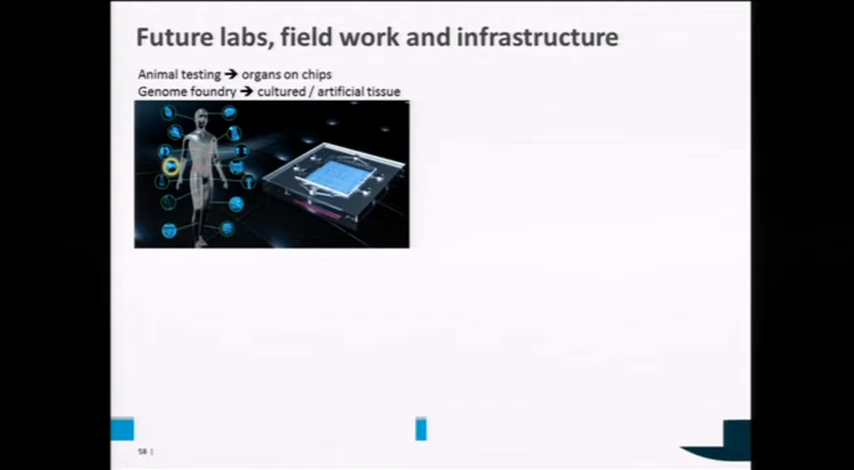 Future labs, field work and infrastructure
Animal testing ➔ organs on chips
Genome foundry ➔ cultured / artificial tissue
58 |